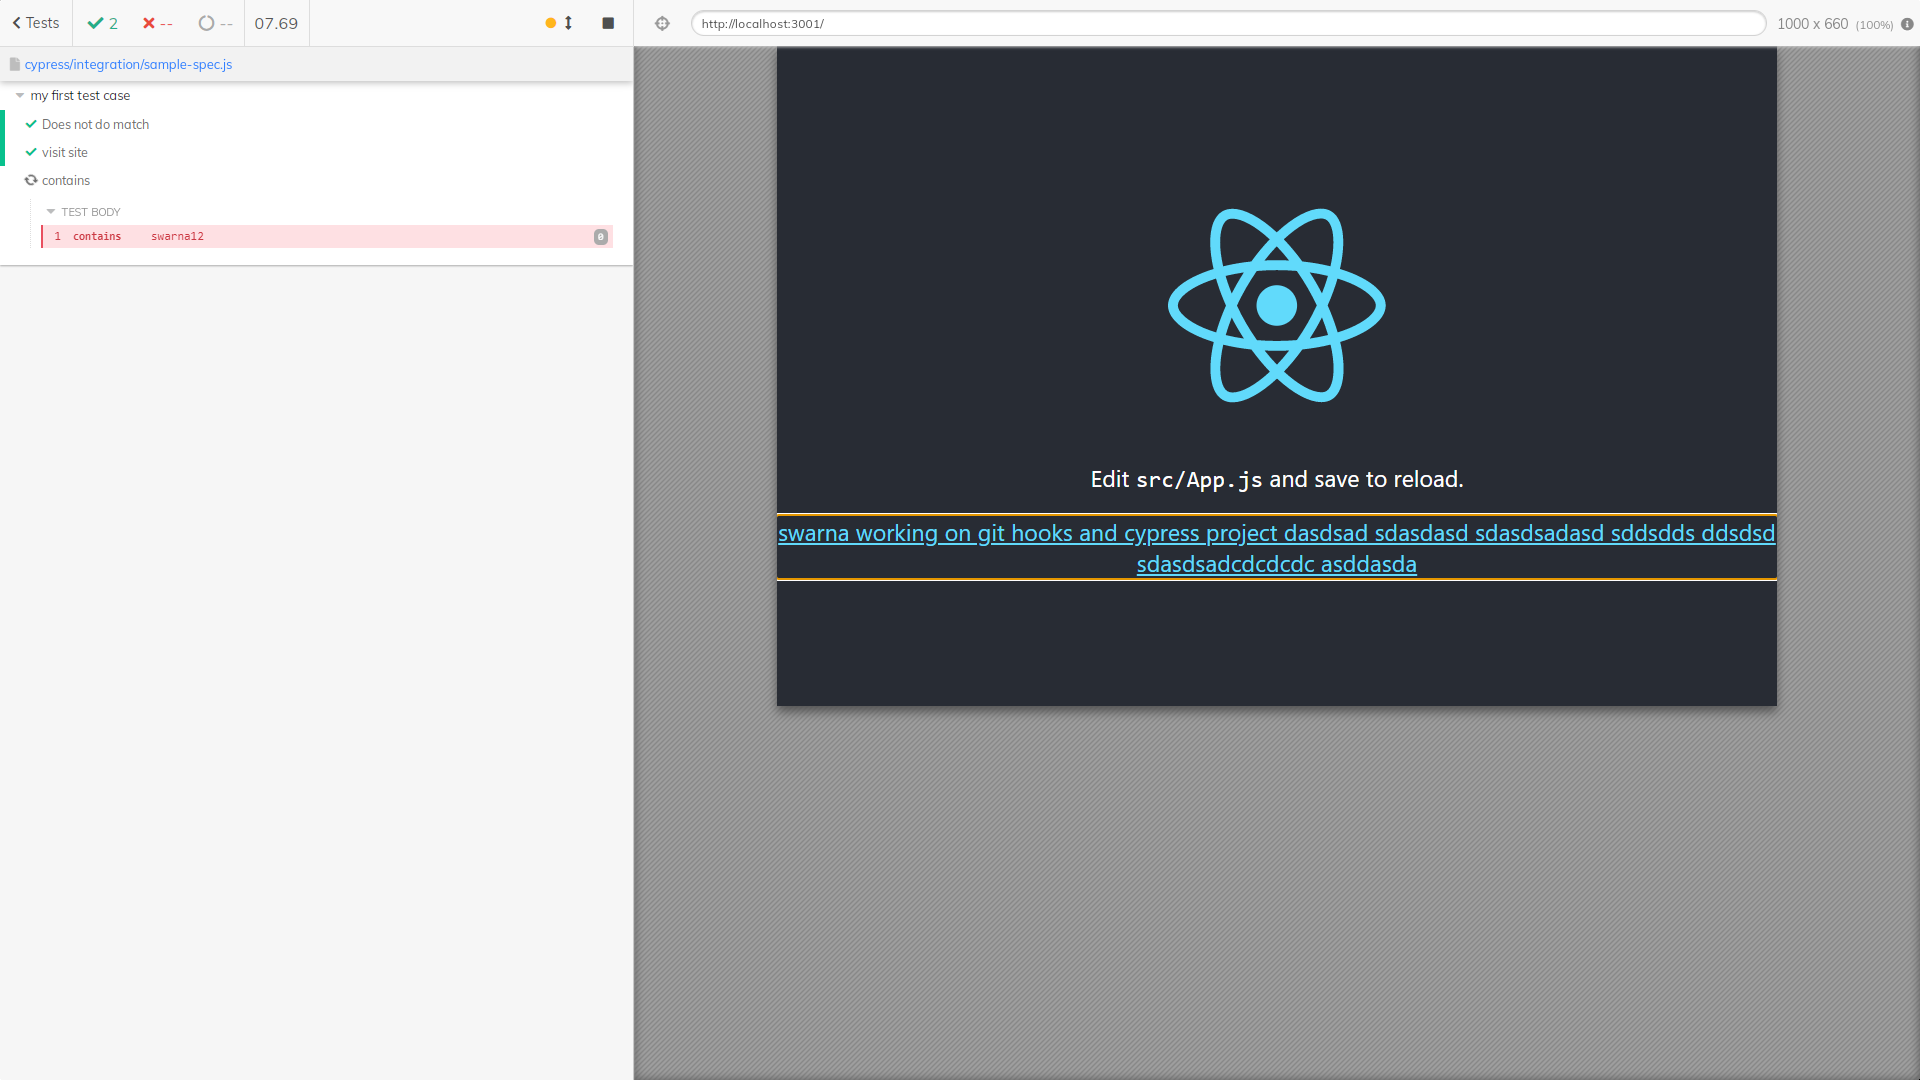 Tests 2 -- -- 07.69
http://localhost:3001/ 1000 x 660 (100%)
cypress/integration/sample-spec.js
my first test case
Does not do match
visit site
contains
TEST BODY
1 contains swarna12 0
Edit src/App.js and save to reload.
swarna working on git hooks and cypress project dasdsad sdasdasd sdasdsadasd sddsdds ddsdsd
sdasdsadcdcdcdc asddasda